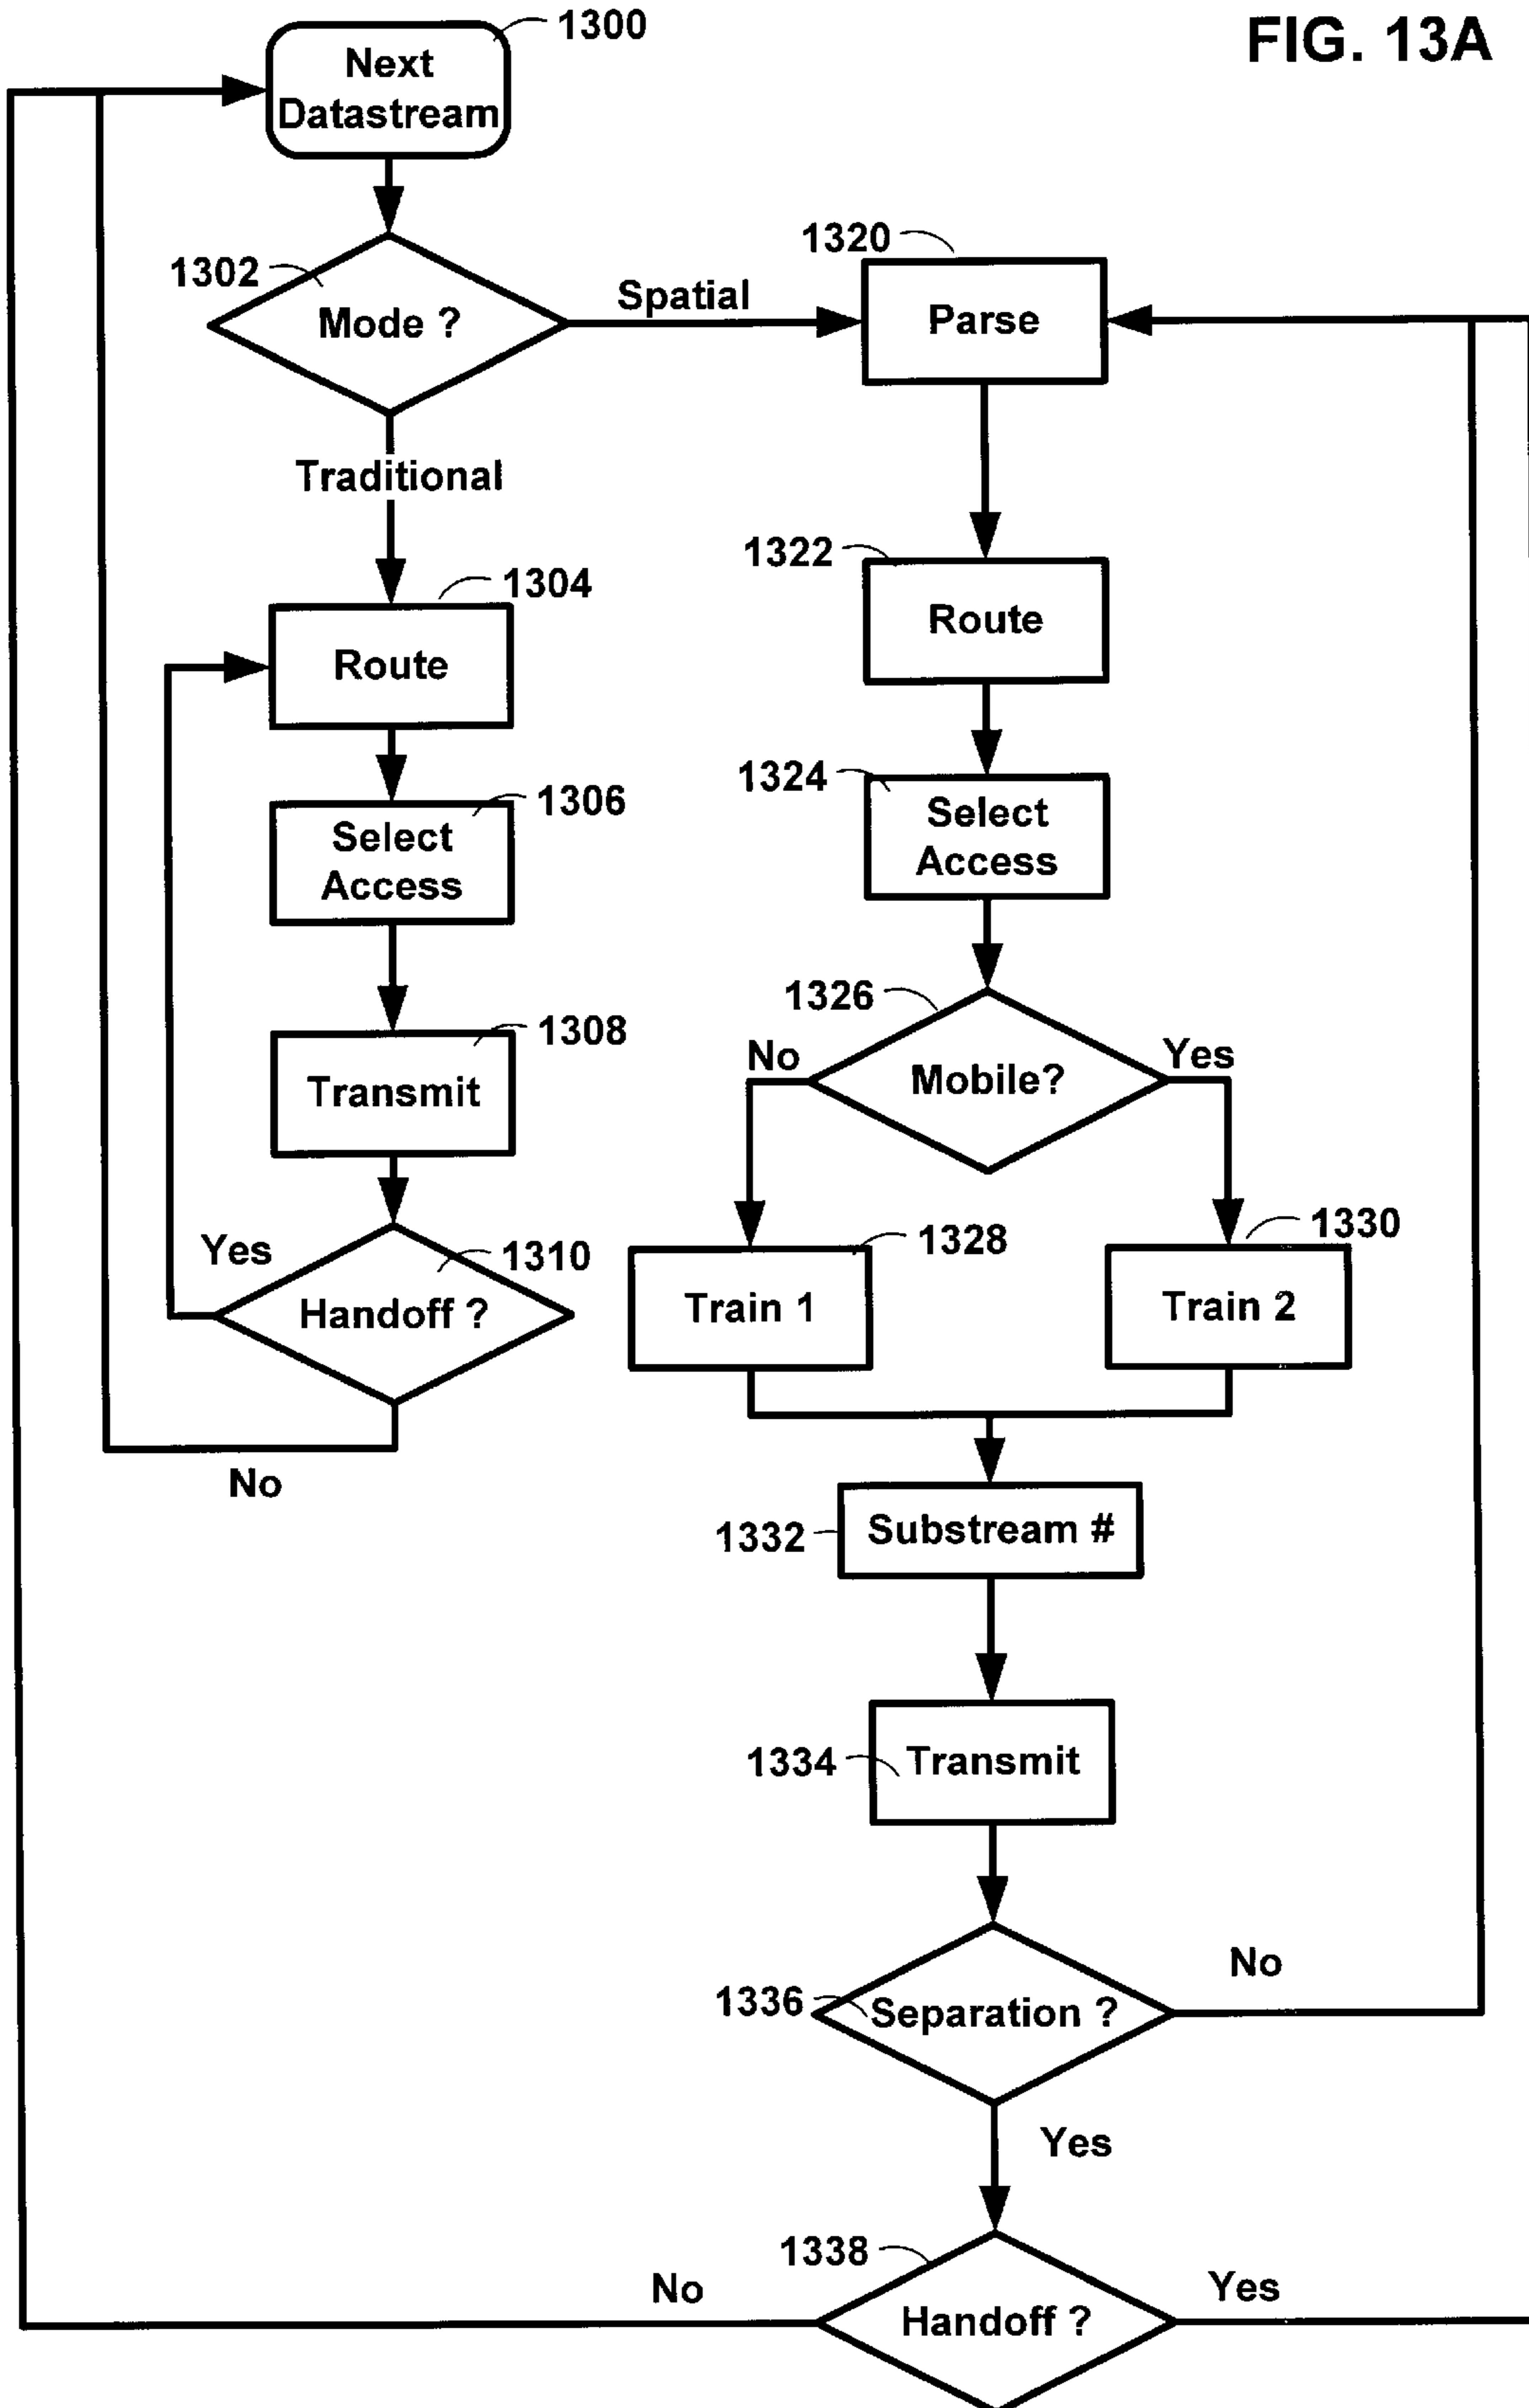 FIG. 13A
1300
Next
Datastream
1302
Mode ?
Spatial
1320
Parse
Traditional
1304
Route
1322
Route
1306
Select
Access
1324
Select
Access
1308
Transmit
1326
No
Mobile?
Yes
Yes
1310
Handoff ?
No
1328
Train 1
1330
Train 2
1332
Substream #
1334
Transmit
1336
Separation ?
No
Yes
1338
No
Handoff ?
Yes